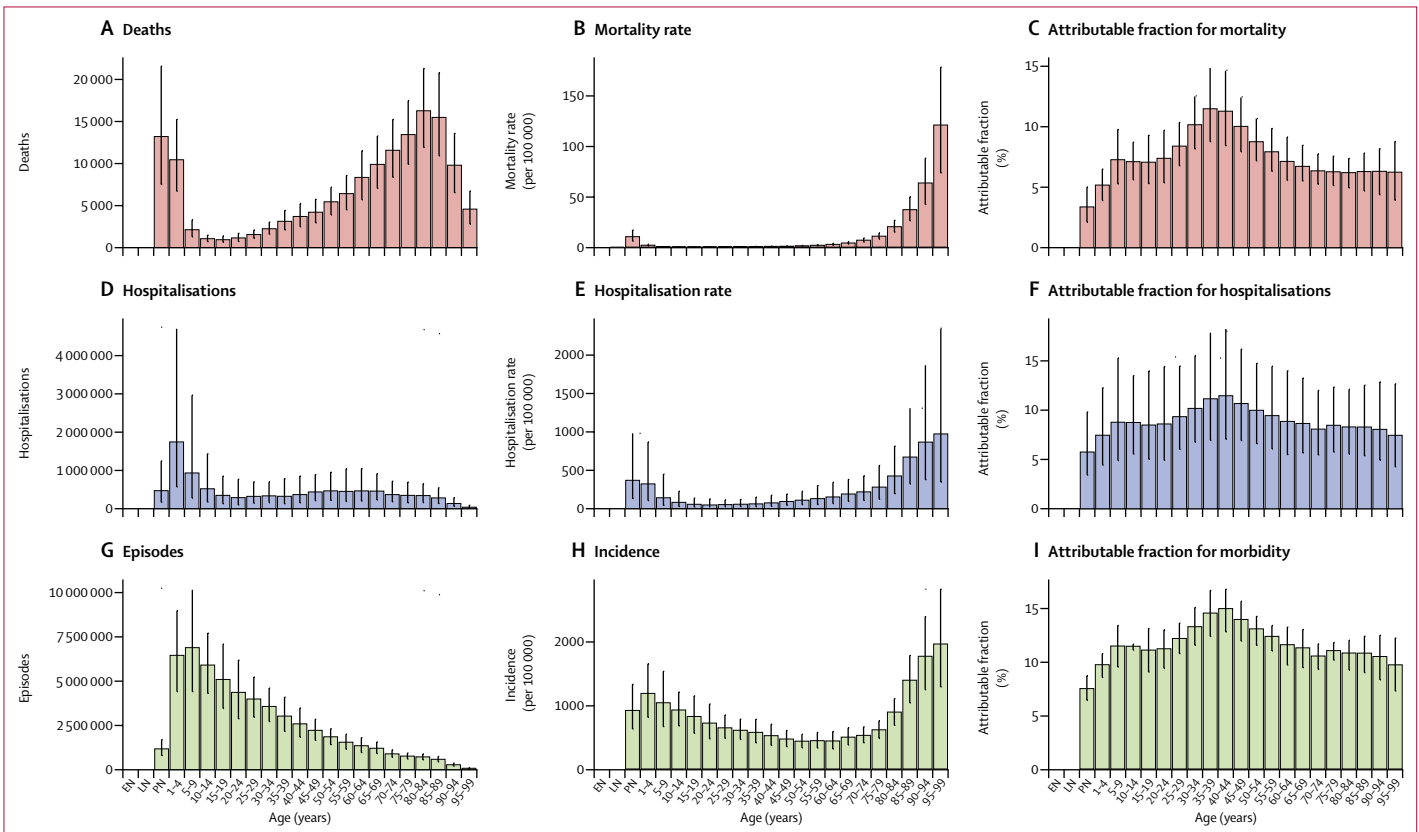 A Deaths
Deaths
20 000
15 000
10 000
5 000
0
B Mortality rate
Mortality rate
(per 100 000)
150
100
50
0
C Attributable fraction for mortality
Attributable fraction
(%)
15
10
5
0
D Hospitalisations
Hospitalisations
4 000 000
3 000 000
2 000 000
1 000 000
0
E Hospitalisation rate
Hospitalisation rate
(per 100 000)
2000
1500
1000
500
0
F Attributable fraction for hospitalisations
Attributable fraction
(%)
15
10
5
0
G Episodes
Episodes
10 000 000
7 500 000
5 000 000
2 500 000
0
EN LN PN 1–4 5–9 10–14 15–19 20–24 25–29 30–34 35–39 40–44 45–49 50–54 55–59 60–64 65–69 70–74 75–79 80–84 85–89 90–94 95–99
Age (years)
H Incidence
Incidence
(per 100 000)
2000
1000
0
EN LN PN 1–4 5–9 10–14 15–19 20–24 25–29 30–34 35–39 40–44 45–49 50–54 55–59 60–64 65–69 70–74 75–79 80–84 85–89 90–94 95–99
Age (years)
I Attributable fraction for morbidity
Attributable fraction
(%)
15
10
5
0
EN LN PN 1–4 5–9 10–14 15–19 20–24 25–29 30–34 35–39 40–44 45–49 50–54 55–59 60–64 65–69 70–74 75–79 80–84 85–89 90–94 95–99
Age (years)